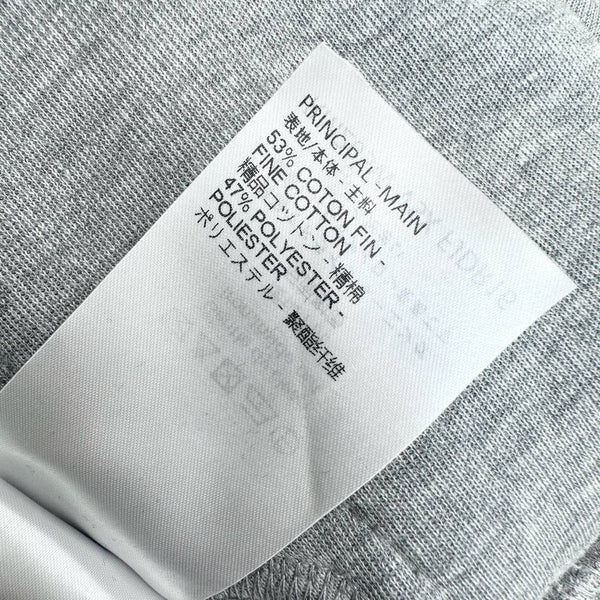 PRINCIPAL-MAIN
表地/本体 - 主料
53% COTON FIN -
FINE COTTON
精品コットン - 精棉
47% POLYESTER -
POLIESTER
ポリエステル - 聚酯纤维